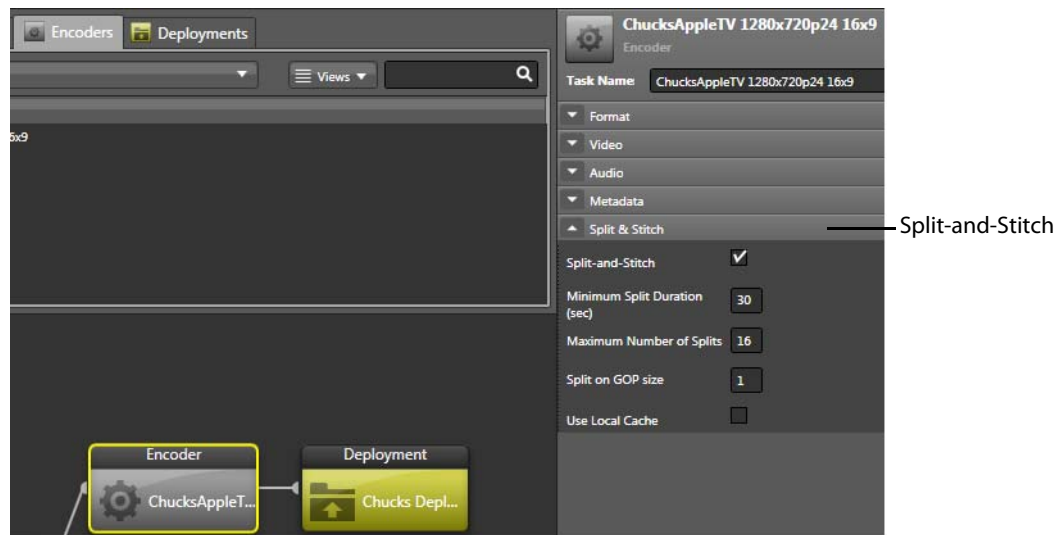 Encoders
Deployments
Views
5x9
Encoder
ChucksAppleT...
Deployment
Chucks Depl...
ChucksAppleTV 1280x720p24 16x9
Encoder
Task Name
ChucksAppleTV 1280x720p24 16x9
Format
Video
Audio
Metadata
Split & Stitch
Split-and-Stitch
Split-and-Stitch
Minimum Split Duration
(sec)
30
Maximum Number of Splits
16
Split on GOP size
1
Use Local Cache